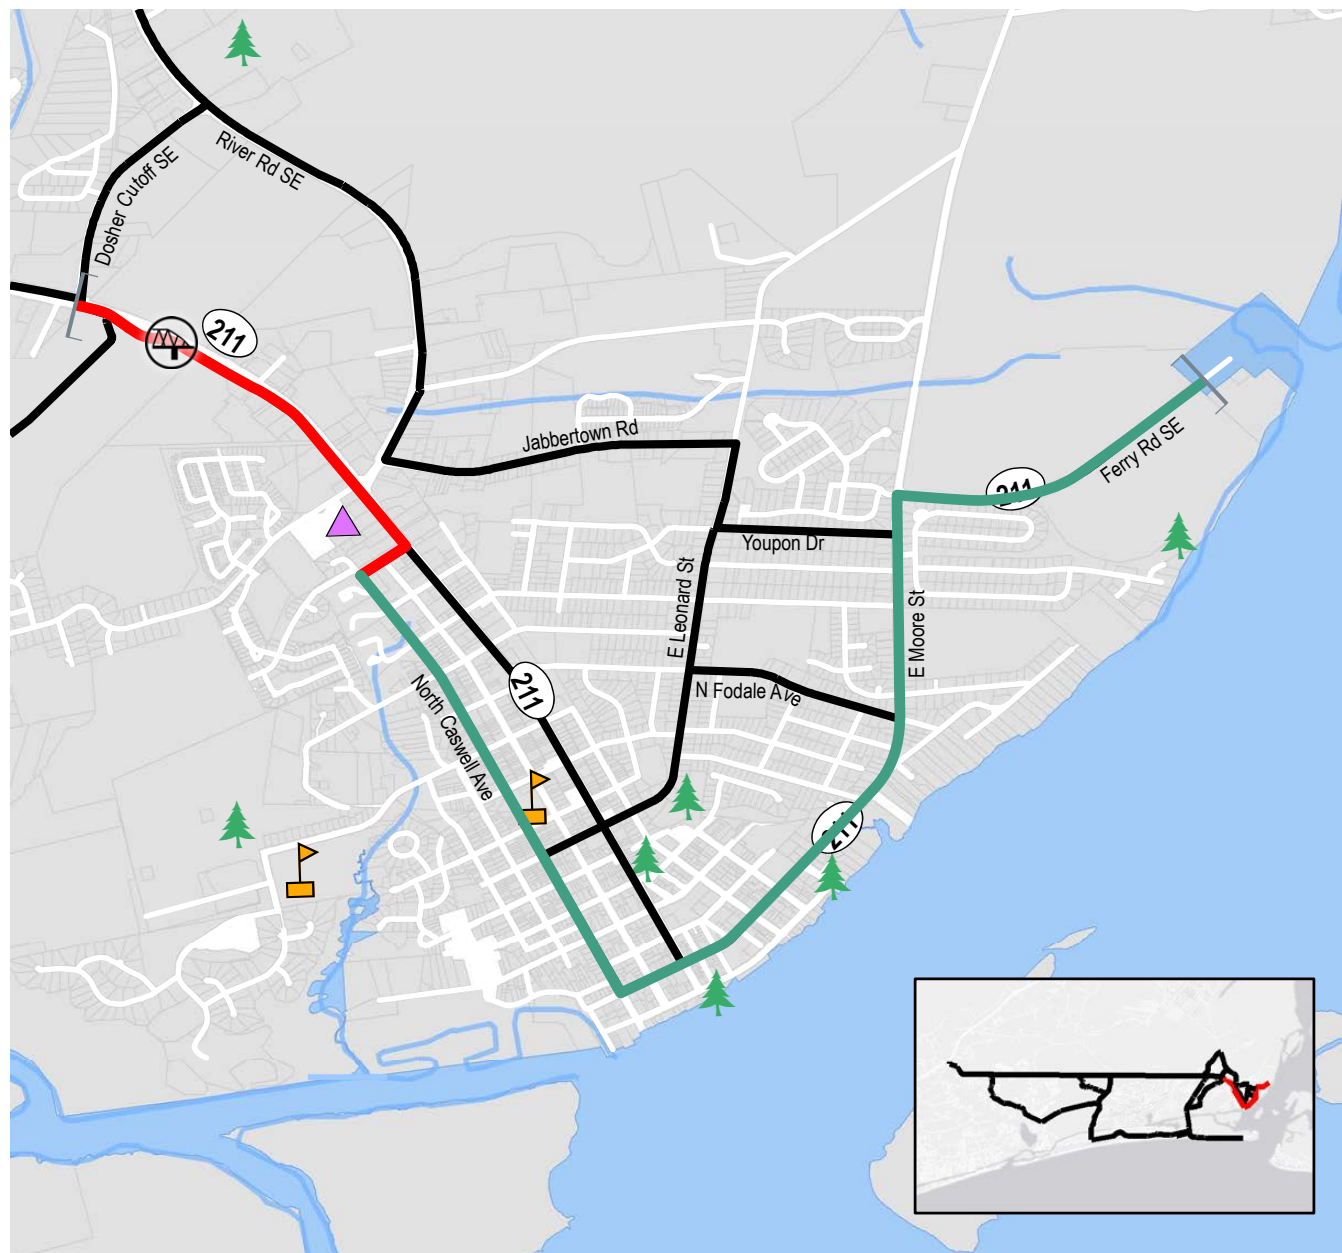 River Rd SE
Dosher Cutoff SE
211
Jabbertown Rd
Ferry Rd SE
211
Youpon Dr
E Leonard St
E Moore St
211
N Fodale Ave
North Caswell Ave
211